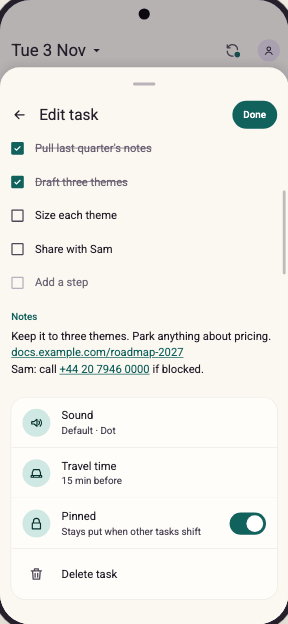 Tue 3 Nov
Edit task
Done
Pull last quarter's notes
Draft three themes
Size each theme
Share with Sam
Add a step
Notes
Keep it to three themes. Park anything about pricing.
docs.example.com/roadmap-2027
Sam: call +44 20 7946 0000 if blocked.
Sound
Default · Dot
Travel time
15 min before
Pinned
Stays put when other tasks shift
Delete task